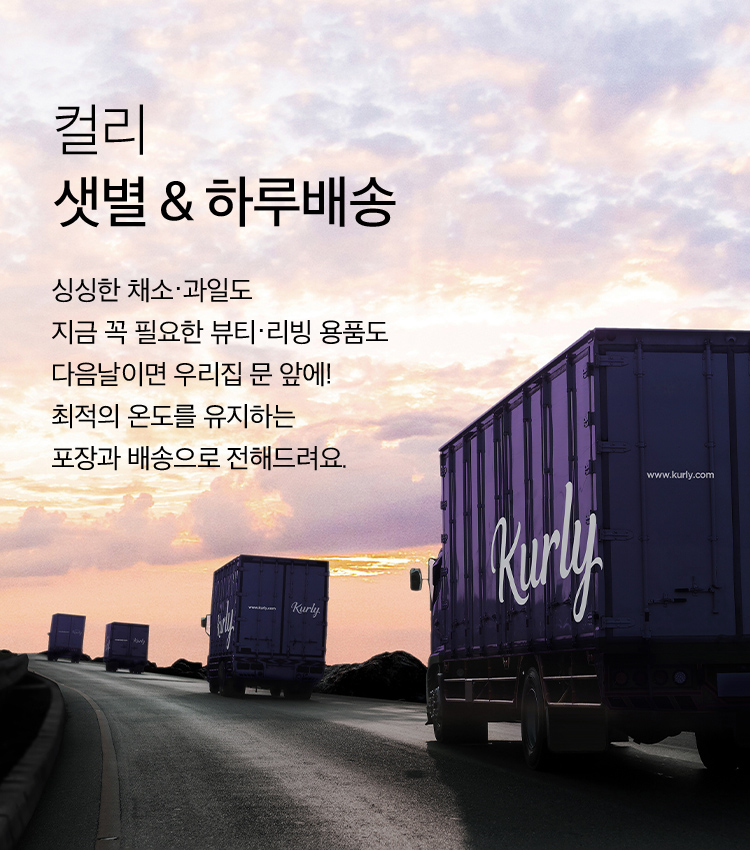 컬리
샛별 & 하루배송
싱싱한 채소·과일도
지금 꼭 필요한 뷰티·리빙 용품도
다음날이면 우리집 문 앞에!
최적의 온도를 유지하는
포장과 배송으로 전해드려요.
www.kurly.com
Kurly
www.kurly.com
Kurly
Kurly